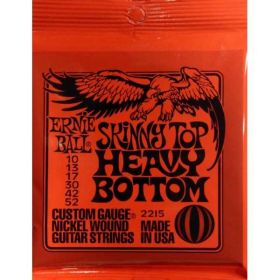 ERNIE
BALL
SKINNY TOP
HEAVY
BOTTOM
10
13
17
30
42
52
CUSTOM GAUGE
NICKEL WOUND
GUITAR STRINGS
2215
MADE
IN USA